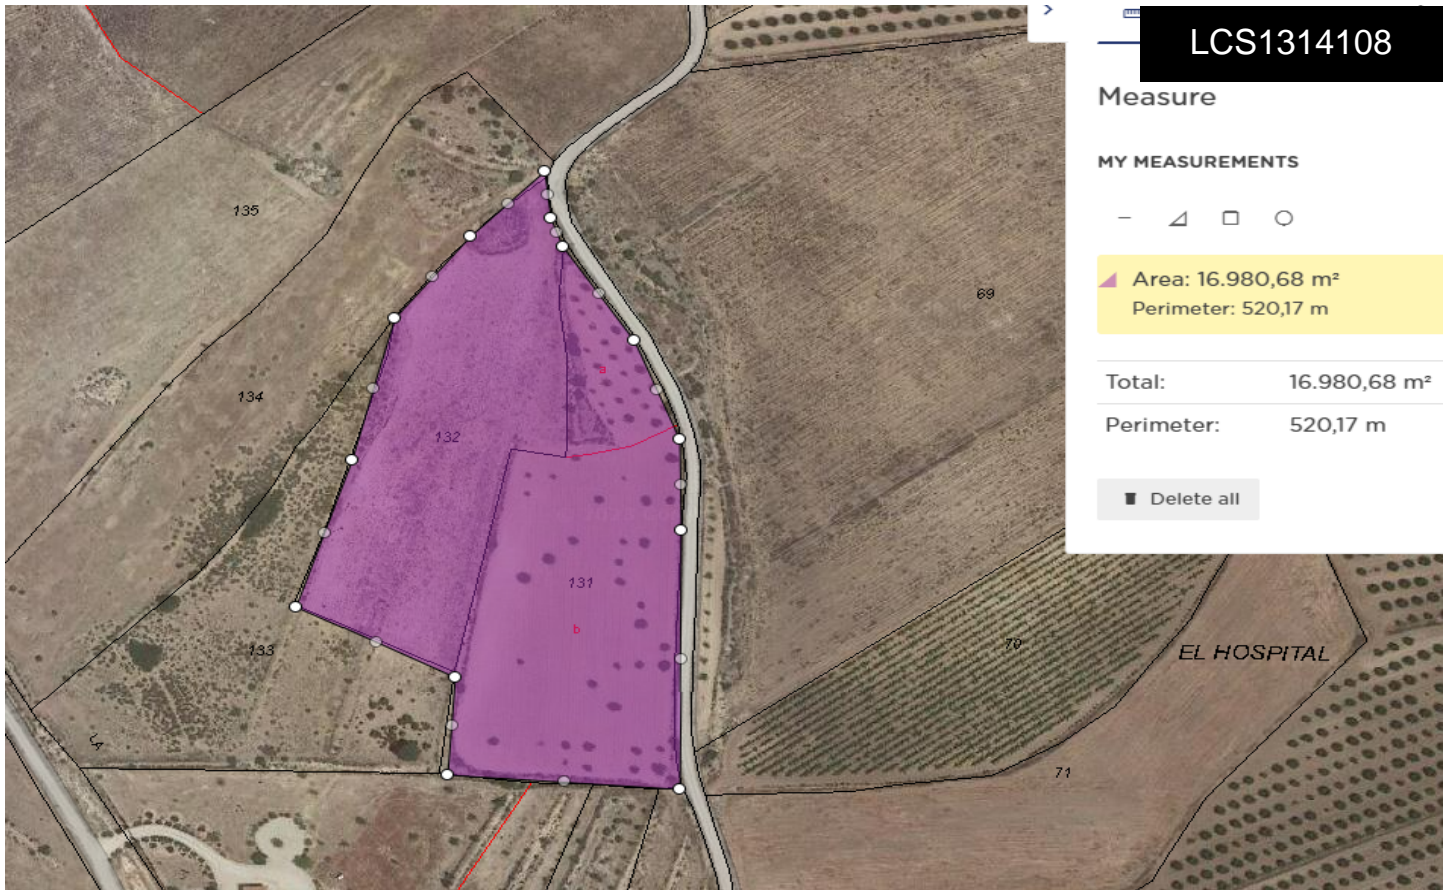 LCS1314108
Measure
MY MEASUREMENTS
Area: 16.980,68 m²
Perimeter: 520,17 m
Total: 16.980,68 m²
Perimeter: 520,17 m
Delete all
135
69
a
134
132
131
b
133
70
EL HOSPITAL
71